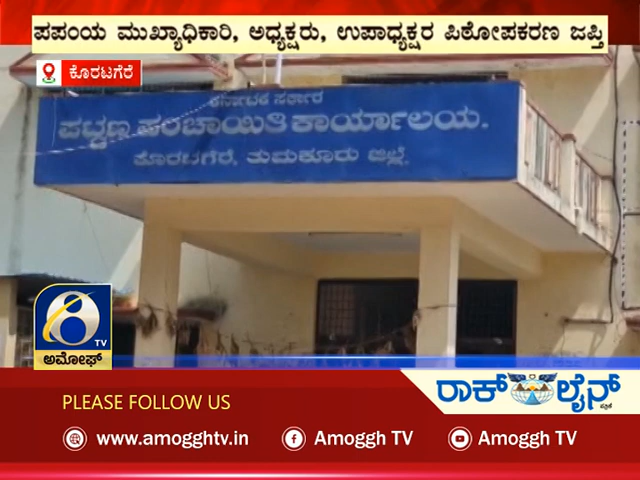 ಪಪಂಯ ಮುಖ್ಯಾಧಿಕಾರಿ, ಅಧ್ಯಕ್ಷರು, ಉಪಾಧ್ಯಕ್ಷರ ಪಿಠೋಪಕರಣ ಜಪ್ತಿ
ಕೊರಟಗೆರೆ
ಕರ್ನಾಟಕ ಸರ್ಕಾರ
ಪಟ್ಟಣ ಪಂಚಾಯಿತಿ ಕಾರ್ಯಾಲಯ.
ಕೊರಟಗೆರೆ, ತುಮಕೂರು ಜಿಲ್ಲೆ.
TV
ಅಮೋಘ್
ರಾಕ್ ಲೈನ್
PLEASE FOLLOW US
www.amogghtv.in
Amoggh TV
Amoggh TV